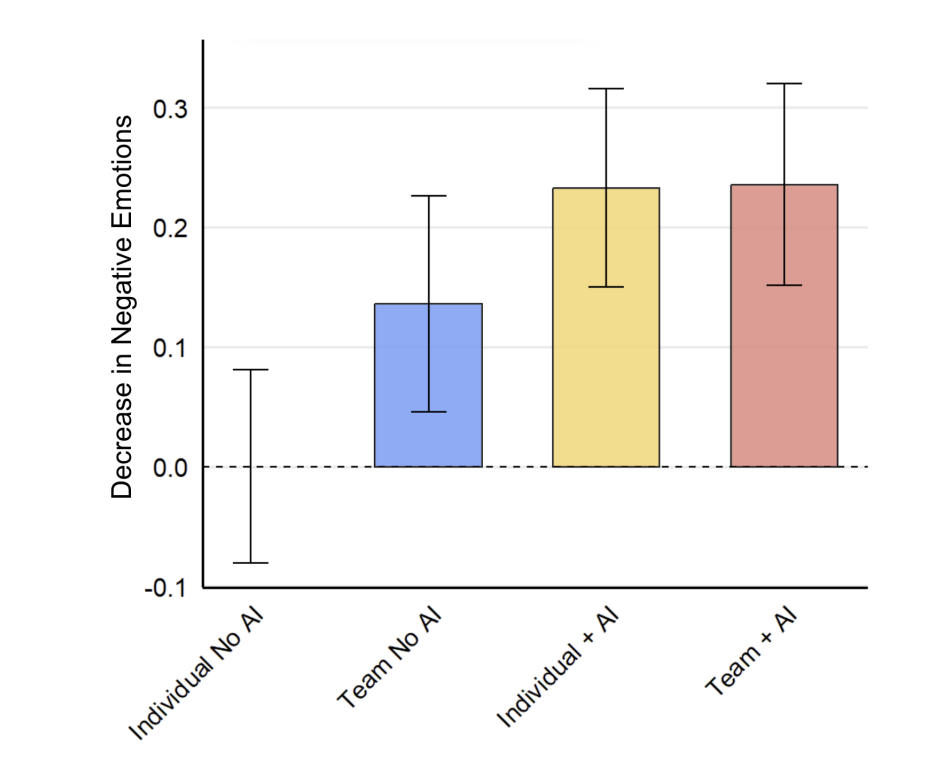 Decrease in Negative Emotions
0.3
0.2
0.1
0.0
-0.1
Individual No AI
Team No AI
Individual + AI
Team + AI